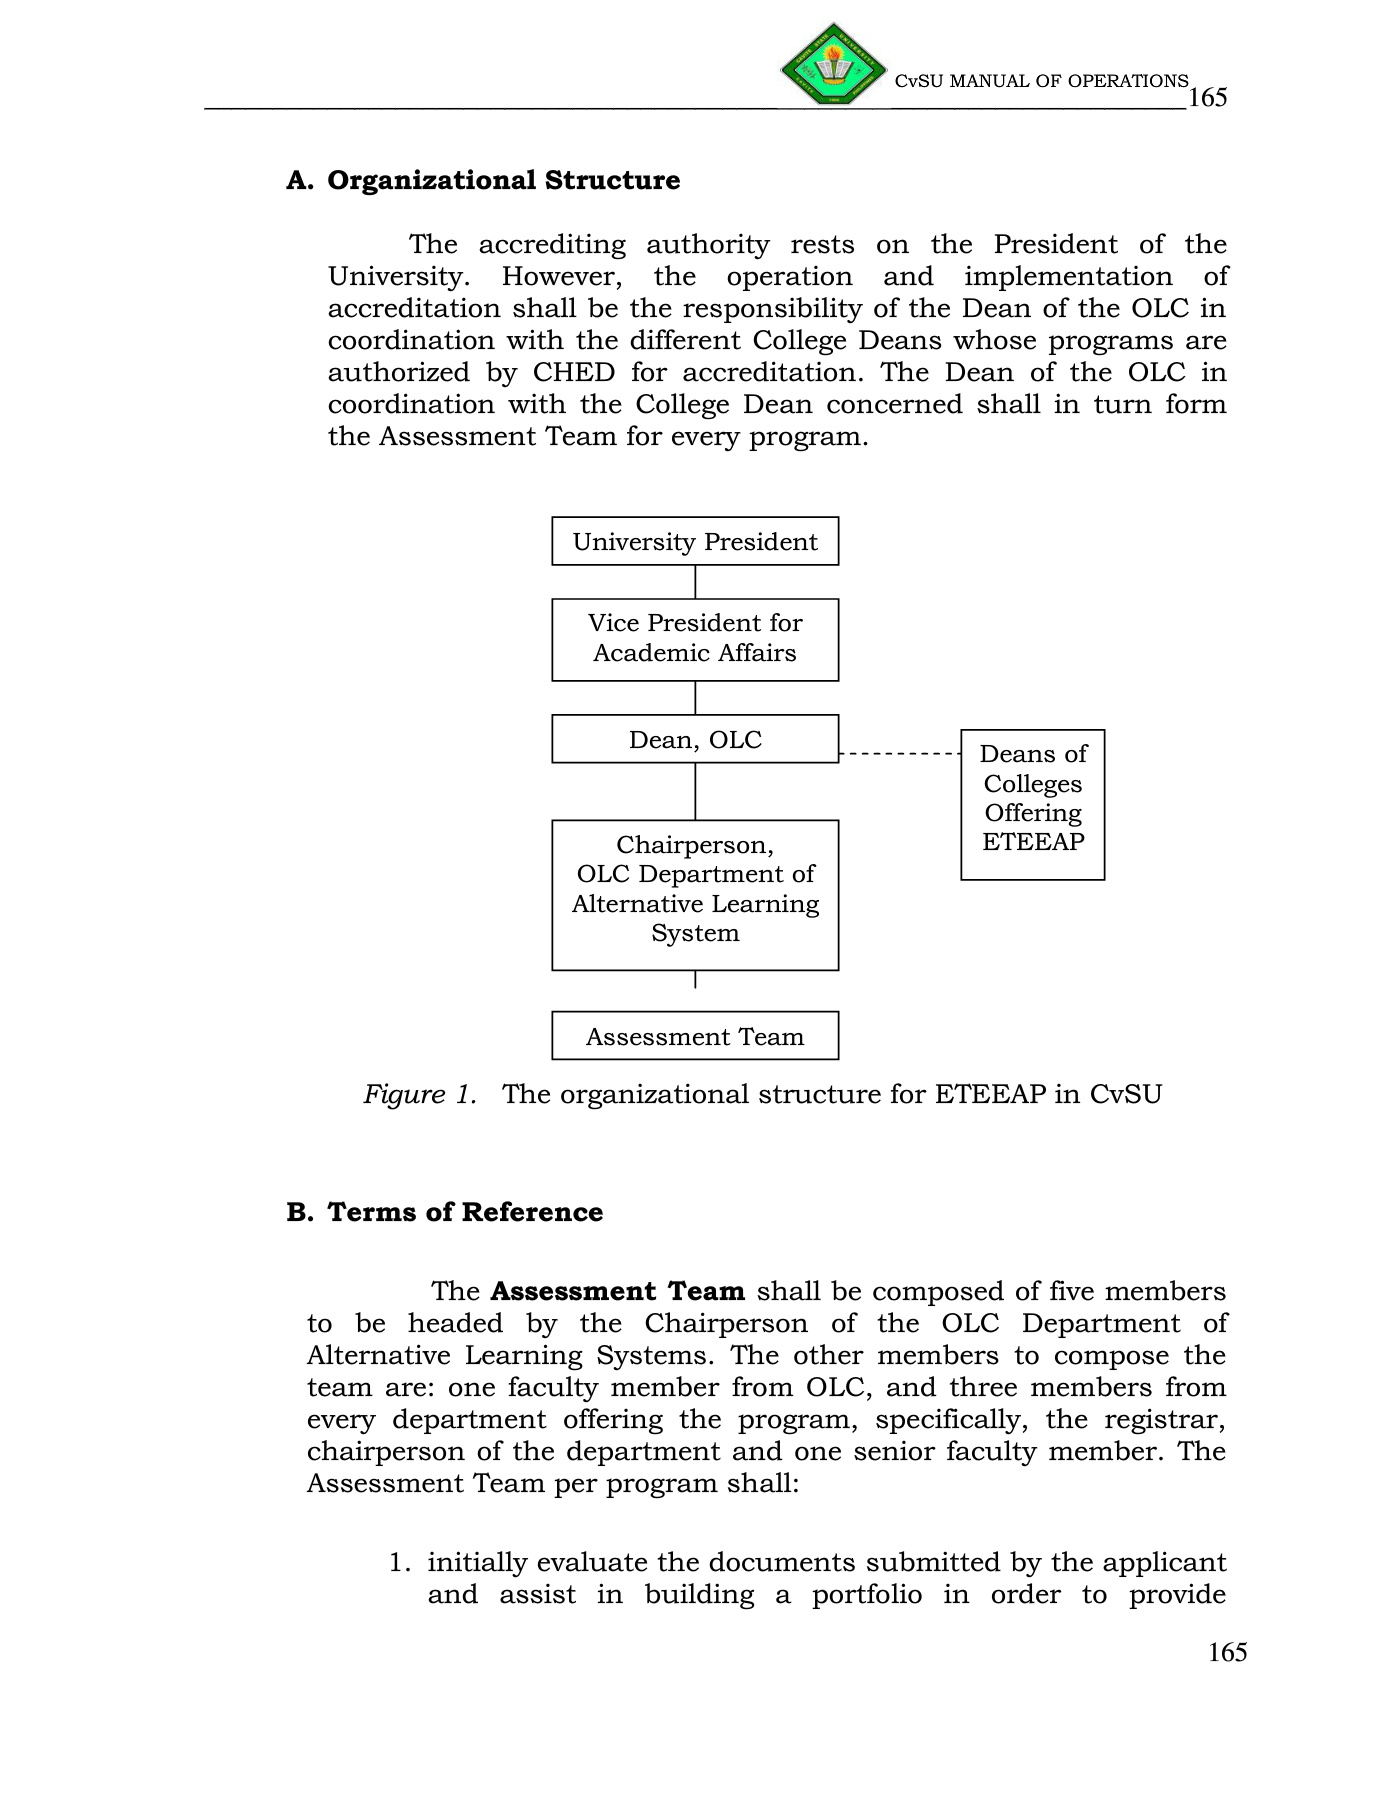 CvSU MANUAL OF OPERATIONS
165
A. Organizational Structure
The accrediting authority rests on the President of the
University. However, the operation and implementation of
accreditation shall be the responsibility of the Dean of the OLC in
coordination with the different College Deans whose programs are
authorized by CHED for accreditation. The Dean of the OLC in
coordination with the College Dean concerned shall in turn form
the Assessment Team for every program.
University President
Vice President for
Academic Affairs
Dean, OLC
Deans of
Colleges
Offering
ETEEAP
Chairperson,
OLC Department of
Alternative Learning
System
Assessment Team
Figure 1. The organizational structure for ETEEAP in CvSU
B. Terms of Reference
The Assessment Team shall be composed of five members
to be headed by the Chairperson of the OLC Department of
Alternative Learning Systems. The other members to compose the
team are: one faculty member from OLC, and three members from
every department offering the program, specifically, the registrar,
chairperson of the department and one senior faculty member. The
Assessment Team per program shall:
1. initially evaluate the documents submitted by the applicant
and assist in building a portfolio in order to provide
165